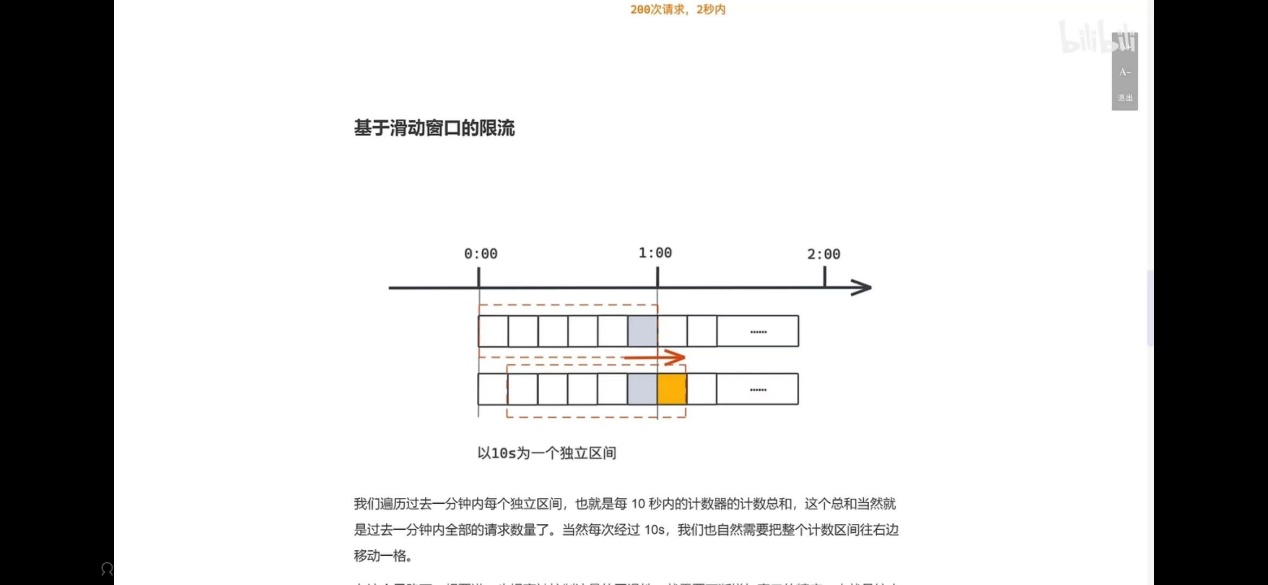 200次请求，2秒内
bilibili
A-
退出
基于滑动窗口的限流
0:00 1:00 2:00
......
......
以10s为一个独立区间
我们遍历过去一分钟内每个独立区间，也就是每 10 秒内的计数器的计数总和，这个总和当然就
是过去一分钟内全部的请求数量了。当然每次经过 10s，我们也自然需要把整个计数区间往右边
移动一格。